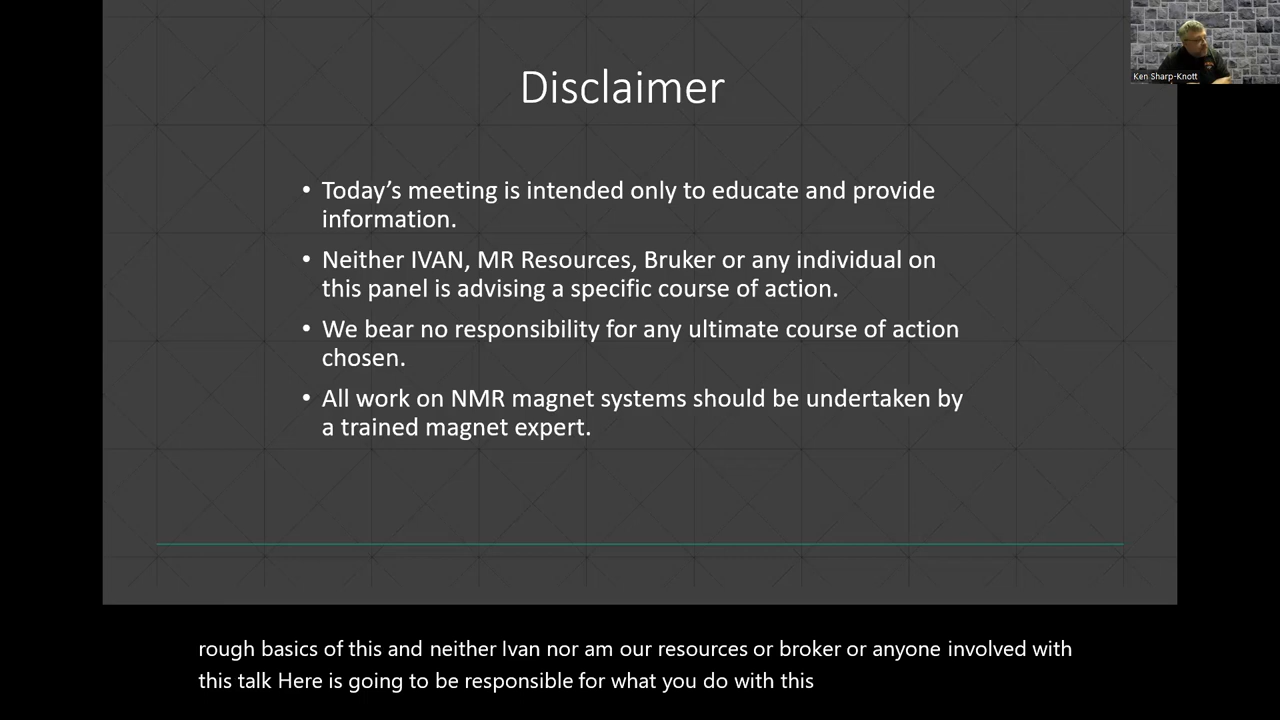 Disclaimer
Ken Sharp-Knott
• Today’s meeting is intended only to educate and provide
information.
• Neither IVAN, MR Resources, Bruker or any individual on
this panel is advising a specific course of action.
• We bear no responsibility for any ultimate course of action
chosen.
• All work on NMR magnet systems should be undertaken by
a trained magnet expert.
rough basics of this and neither Ivan nor am our resources or broker or anyone involved with
this talk Here is going to be responsible for what you do with this